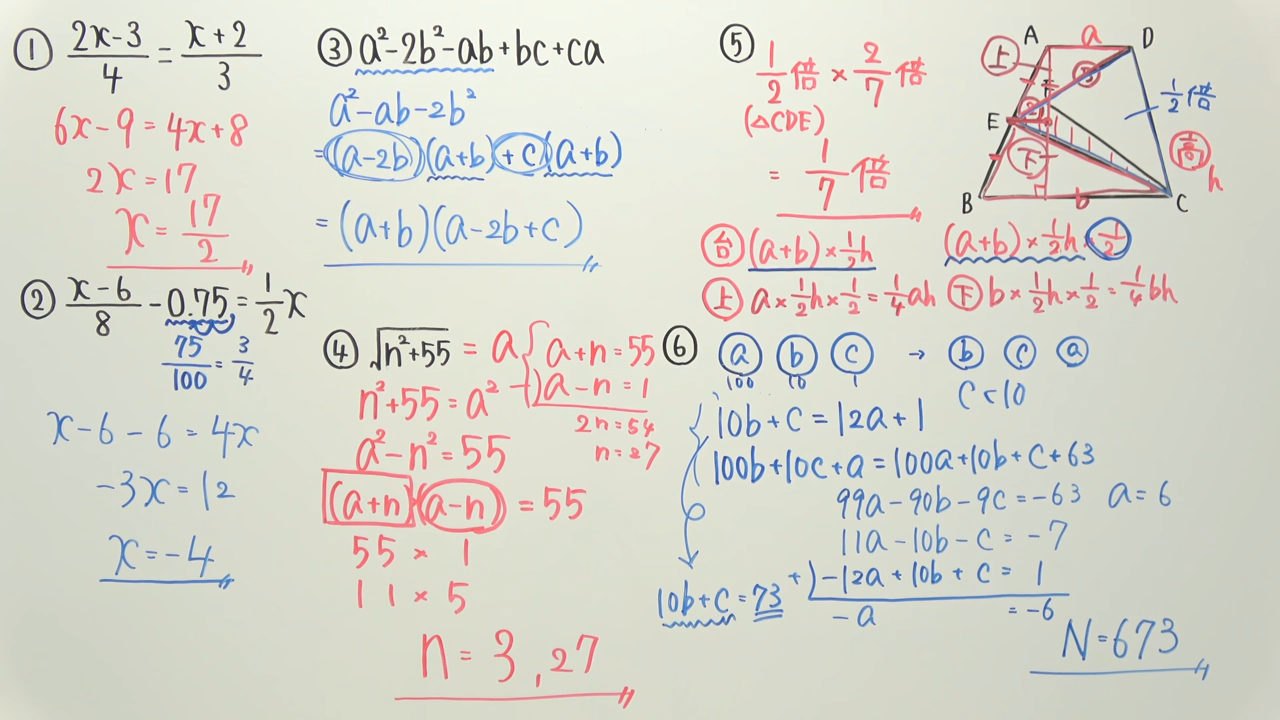 ① (2x-3)/4 = (x+2)/3
6x-9=4x+8
2x=17
x=17/2
② (x-6)/8 - 0.75 = 1/2 x
75/100 = 3/4
x-6-6=4x
-3x=12
x=-4
③ a²-2b²-ab+bc+ca
a²-ab-2b²
=(a-2b)(a+b)+c(a+b)
=(a+b)(a-2b+c)
④ √(n²+55) = a
n²+55=a²
a²-n²=55
(a+n)(a-n)=55
55×1
11×5
a+n=55
-) a-n=1
2n=54
n=27
n=3,27
⑤ 1/2倍 × 2/7倍
(△CDE)
= 1/7倍
A a D
上
1/2倍
E
下
h
B b C
台 (a+b)×1/2h
(a+b)×1/2h×1/2
上 a×1/2h×1/2=1/4ah
下 b×1/2h×1/2=1/4bh
⑥ a b c → b c a
100 10 1
c<10
10b+c=12a+1
100b+10c+a=100a+10b+c+63
99a-90b-9c=-63 a=6
11a-10b-c=-7
+) -12a+10b+c=1
-a =-6
10b+c=73
N=673